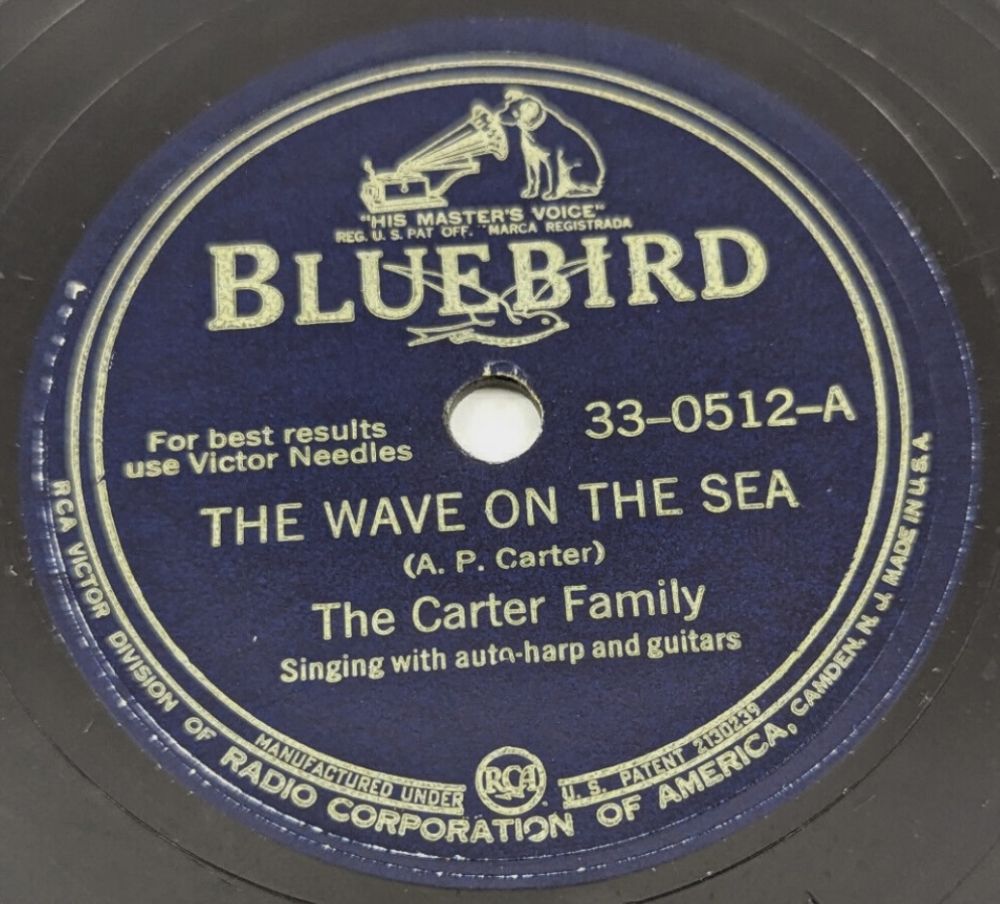 "HIS MASTER'S VOICE"
REG. U. S. PAT OFF. MARCA REGISTRADA
BLUEBIRD
33-0512-A
For best results
use Victor Needles
THE WAVE ON THE SEA
(A. P. Carter)
The Carter Family
Singing with auto-harp and guitars
MANUFACTURED UNDER
RCA
U. S. PATENT 2130239
RCA VICTOR DIVISION OF RADIO CORPORATION OF AMERICA, CAMDEN, N. J. MADE IN U.S.A.